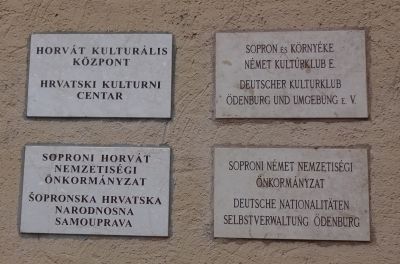 HORVÁT KULTURÁLIS
KÖZPONT
HRVATSKI KULTURNI
CENTAR
SOPRON ÉS KÖRNYÉKE
NÉMET KULTÚRKLUB E.
DEUTSCHER KULTURKLUB
ÖDENBURG UND UMGEBUNG e. V.
SOPRONI HORVÁT
NEMZETISÉGI
ÖNKORMÁNYZAT
ŠOPRONSKA HRVATSKA
NARODNOSNA
SAMOUPRAVA
SOPRONI NÉMET NEMZETISÉGI
ÖNKORMÁNYZAT
DEUTSCHE NATIONALITÄTEN
SELBSTVERWALTUNG ÖDENBURG